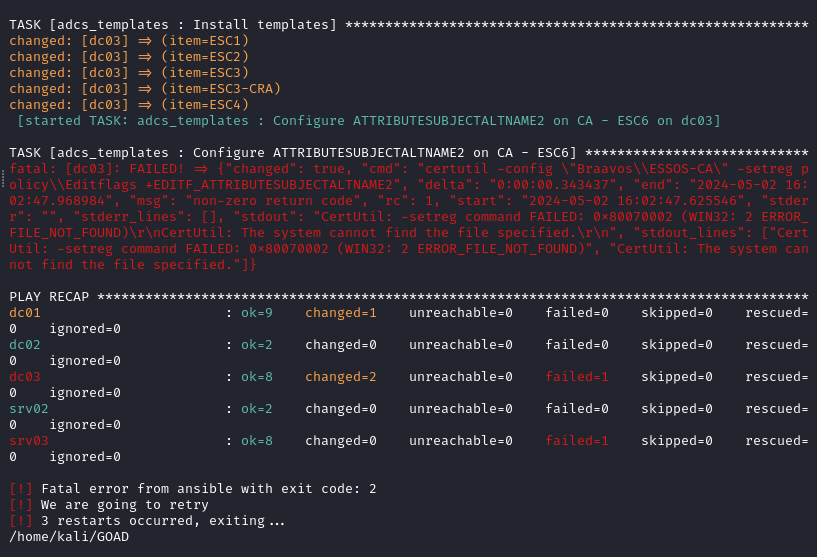 TASK [adcs_templates : Install templates] **********************************************************
changed: [dc03] => (item=ESC1)
changed: [dc03] => (item=ESC2)
changed: [dc03] => (item=ESC3)
changed: [dc03] => (item=ESC3-CRA)
changed: [dc03] => (item=ESC4)
[started TASK: adcs_templates : Configure ATTRIBUTESUBJECTALTNAME2 on CA - ESC6 on dc03]
TASK [adcs_templates : Configure ATTRIBUTESUBJECTALTNAME2 on CA - ESC6] ****************************
fatal: [dc03]: FAILED! => {"changed": true, "cmd": "certutil -config \"Braavos\\ESSOS-CA\" -setreg p
olicy\\Editflags +EDITF_ATTRIBUTESUBJECTALTNAME2", "delta": "0:00:00.343437", "end": "2024-05-02 16:
02:47.968984", "msg": "non-zero return code", "rc": 1, "start": "2024-05-02 16:02:47.625546", "stder
r": "", "stderr_lines": [], "stdout": "CertUtil: -setreg command FAILED: 0×80070002 (WIN32: 2 ERROR_
FILE_NOT_FOUND)\r\nCertUtil: The system cannot find the file specified.\r\n", "stdout_lines": ["Cert
Util: -setreg command FAILED: 0×80070002 (WIN32: 2 ERROR_FILE_NOT_FOUND)", "CertUtil: The system can
not find the file specified."]}
PLAY RECAP *****************************************************************************************
dc01 : ok=9 changed=1 unreachable=0 failed=0 skipped=0 rescued=
0 ignored=0
dc02 : ok=2 changed=0 unreachable=0 failed=0 skipped=0 rescued=
0 ignored=0
dc03 : ok=8 changed=2 unreachable=0 failed=1 skipped=0 rescued=
0 ignored=0
srv02 : ok=2 changed=0 unreachable=0 failed=0 skipped=0 rescued=
0 ignored=0
srv03 : ok=8 changed=0 unreachable=0 failed=1 skipped=0 rescued=
0 ignored=0
[!] Fatal error from ansible with exit code: 2
[!] We are going to retry
[!] 3 restarts occurred, exiting...
/home/kali/GOAD